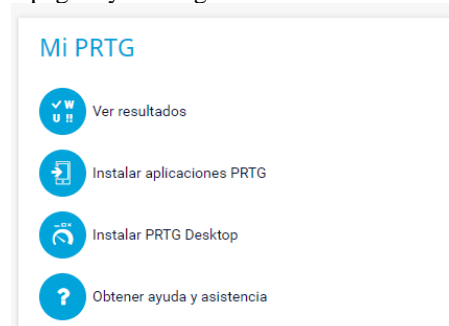 Mi PRTG
Ver resultados
Instalar aplicaciones PRTG
Instalar PRTG Desktop
Obtener ayuda y asistencia